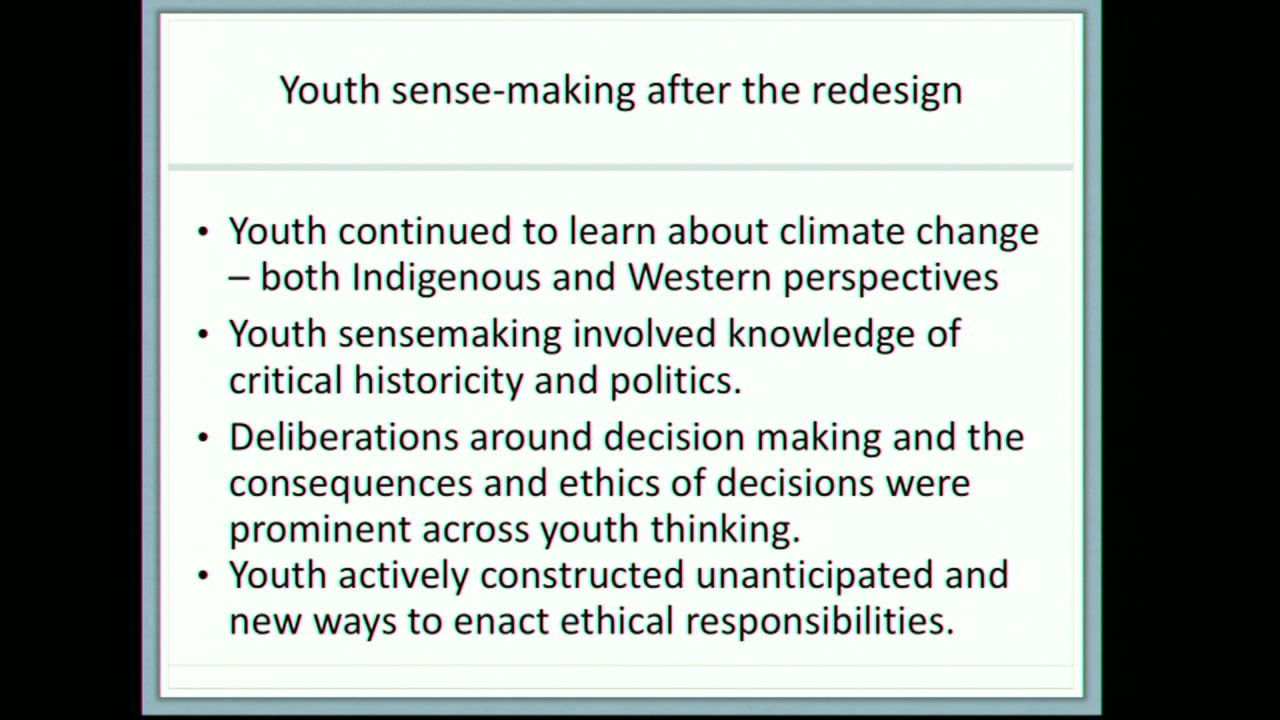 Youth sense-making after the redesign
• Youth continued to learn about climate change
– both Indigenous and Western perspectives
• Youth sensemaking involved knowledge of
critical historicity and politics.
• Deliberations around decision making and the
consequences and ethics of decisions were
prominent across youth thinking.
• Youth actively constructed unanticipated and
new ways to enact ethical responsibilities.